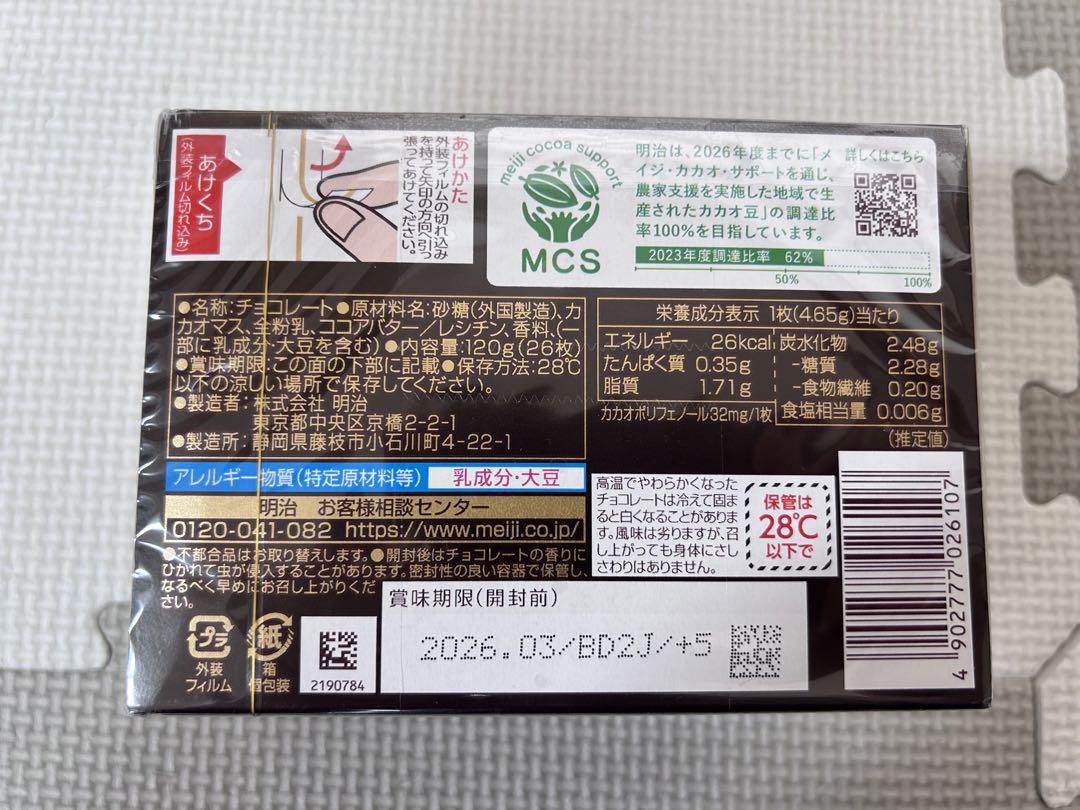 あけくち
(外装フィルム切れ込み)
あけかた
外装フィルムの切れ込み
を持って矢印の方向へ引っ
張ってあけてください。
meiji cocoa support
MCS
明治は、2026年度までに「メ
イジ・カカオ・サポートを通じ、
農家支援を実施した地域で生
産されたカカオ豆」の調達比
率100%を目指しています。
詳しくはこちら
2023年度調達比率 62%
50%
100%
●名称:チョコレート●原材料名:砂糖(外国製造)、カ
カオマス、全粉乳、ココアバター/レシチン、香料、(一
部に乳成分・大豆を含む)●内容量:120g(26枚)
●賞味期限:この面の下部に記載●保存方法:28℃
以下の涼しい場所で保存してください。
●製造者:株式会社 明治
東京都中央区京橋2-2-1
●製造所:静岡県藤枝市小石川町4-22-1
栄養成分表示 1枚(4.65g)当たり
エネルギー 26kcal
たんぱく質 0.35g
脂質 1.71g
カカオポリフェノール32mg/1枚
炭水化物 2.48g
-糖質 2.28g
-食物繊維 0.20g
食塩相当量 0.006g
(推定値)
アレルギー物質(特定原材料等) 乳成分・大豆
明治 お客様相談センター
0120-041-082 https://www.meiji.co.jp/
●不都合品はお取り替えします。●開封後はチョコレートの香りに
ひかれて虫が侵入することがあります。密封性の良い容器で保管し、
なるべく早めにお召し上がりくだ
さい。
高温でやわらかくなった
チョコレートは冷えて固ま
ると白くなることがありま
す。風味は劣りますが、召
し上がっても身体にさし
さわりはありません。
保管は
28℃
以下で
プラ
外装
フィルム
紙
箱
個包装
2190784
賞味期限(開封前)
2026.03/BD2J/+5
4 902777 026107